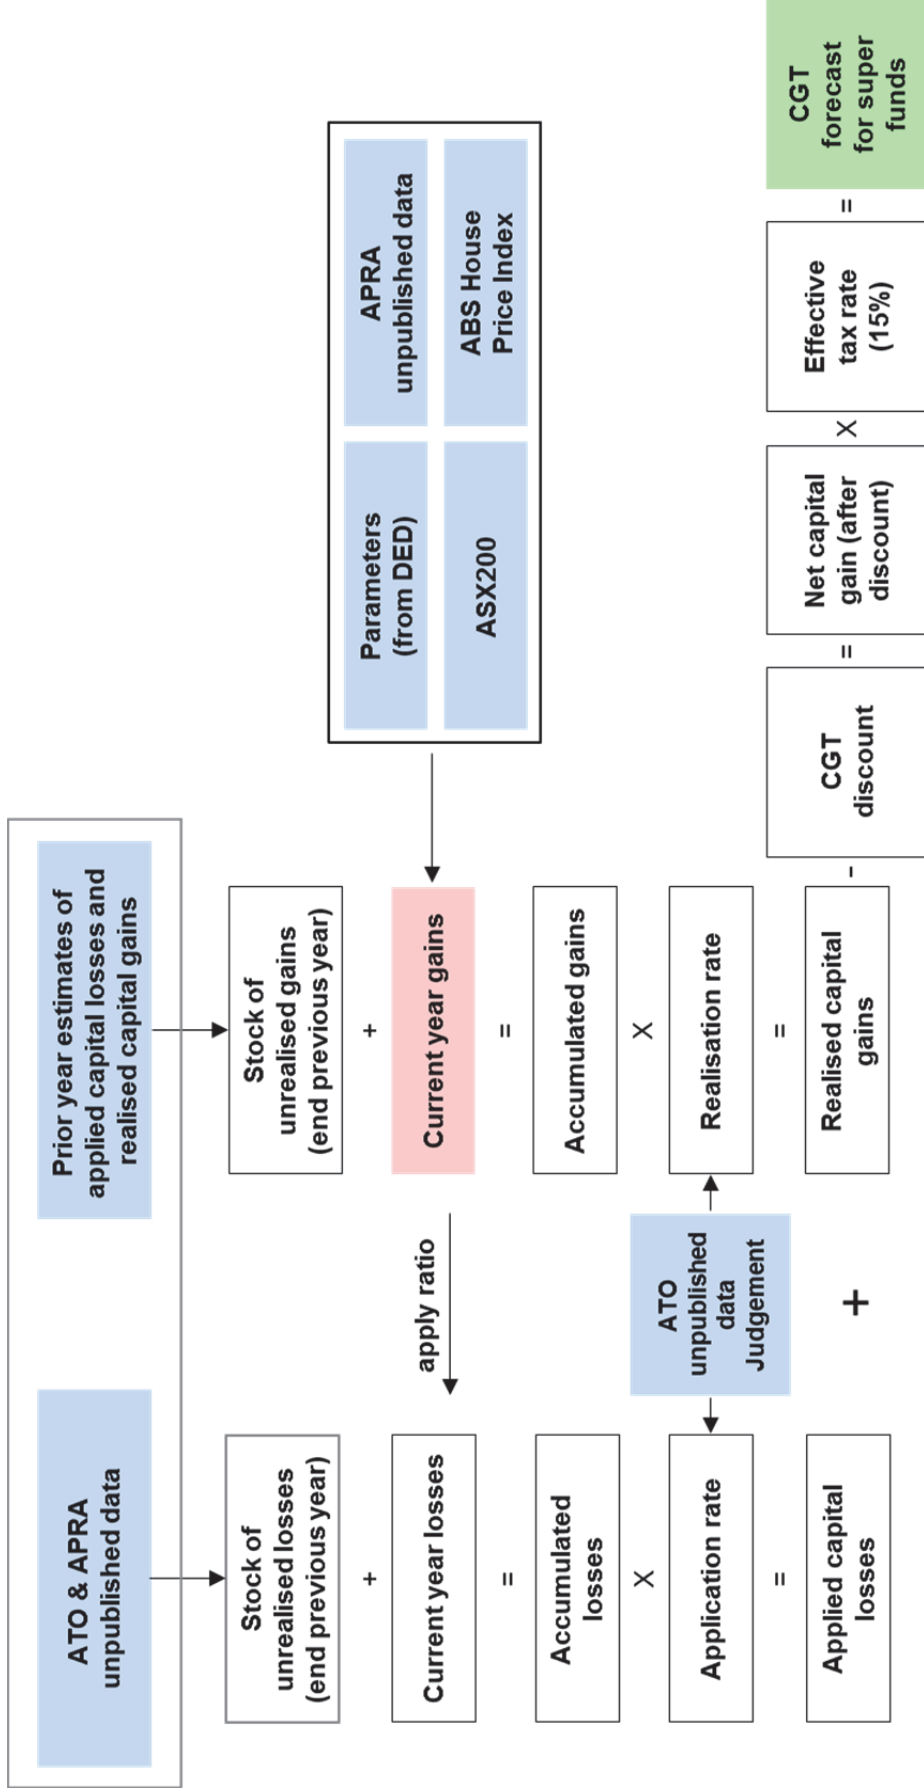 ATO & APRA
unpublished data
Prior year estimates of
applied capital losses and
realised capital gains
Stock of
unrealised losses
(end previous year)
Stock of
unrealised gains
(end previous year)
+
+
Current year losses
apply ratio
Current year gains
Parameters
(from DED)
APRA
unpublished data
ASX200
ABS House
Price Index
=
=
Accumulated
losses
Accumulated gains
X
X
Application rate
ATO
unpublished
data
Judgement
Realisation rate
=
=
Applied capital
losses
+
Realised capital
gains
-
CGT
discount
=
Net capital
gain (after
discount)
X
Effective
tax rate
(15%)
=
CGT
forecast
for super
funds